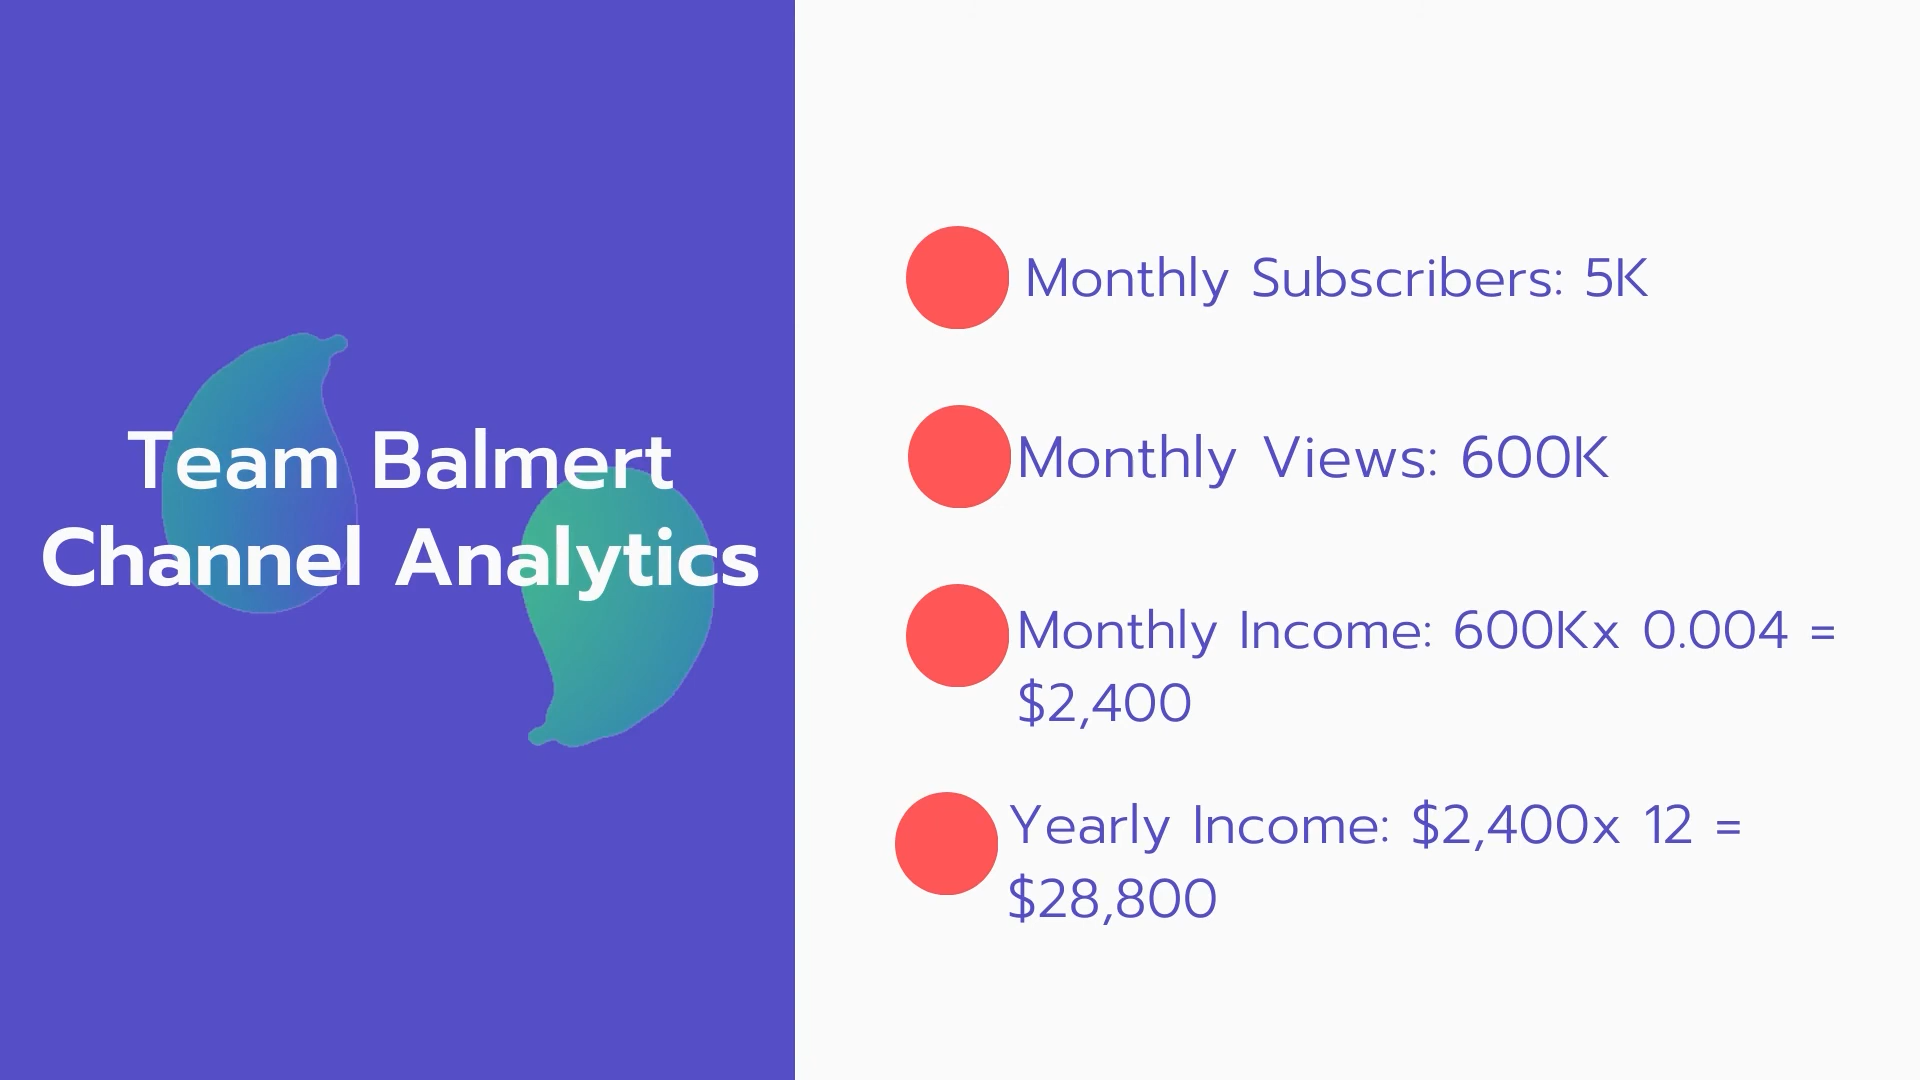 Team Balmert
Channel Analytics
Monthly Subscribers: 5K
Monthly Views: 600K
Monthly Income: 600Kx 0.004 =
$2,400
Yearly Income: $2,400x 12 =
$28,800